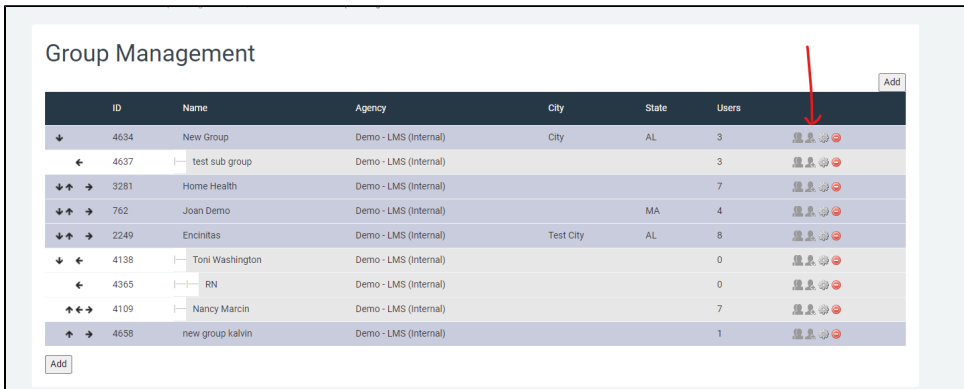 Group Management
Add
ID Name Agency City State Users
4634 New Group Demo - LMS (Internal) City AL 3
4637 test sub group Demo - LMS (Internal) 3
3281 Home Health Demo - LMS (Internal) 7
762 Joan Demo Demo - LMS (Internal) MA 4
2249 Encinitas Demo - LMS (Internal) Test City AL 8
4138 Toni Washington Demo - LMS (Internal) 0
4365 RN Demo - LMS (Internal) 0
4109 Nancy Marcin Demo - LMS (Internal) 7
4658 new group kalvin Demo - LMS (Internal) 1
Add